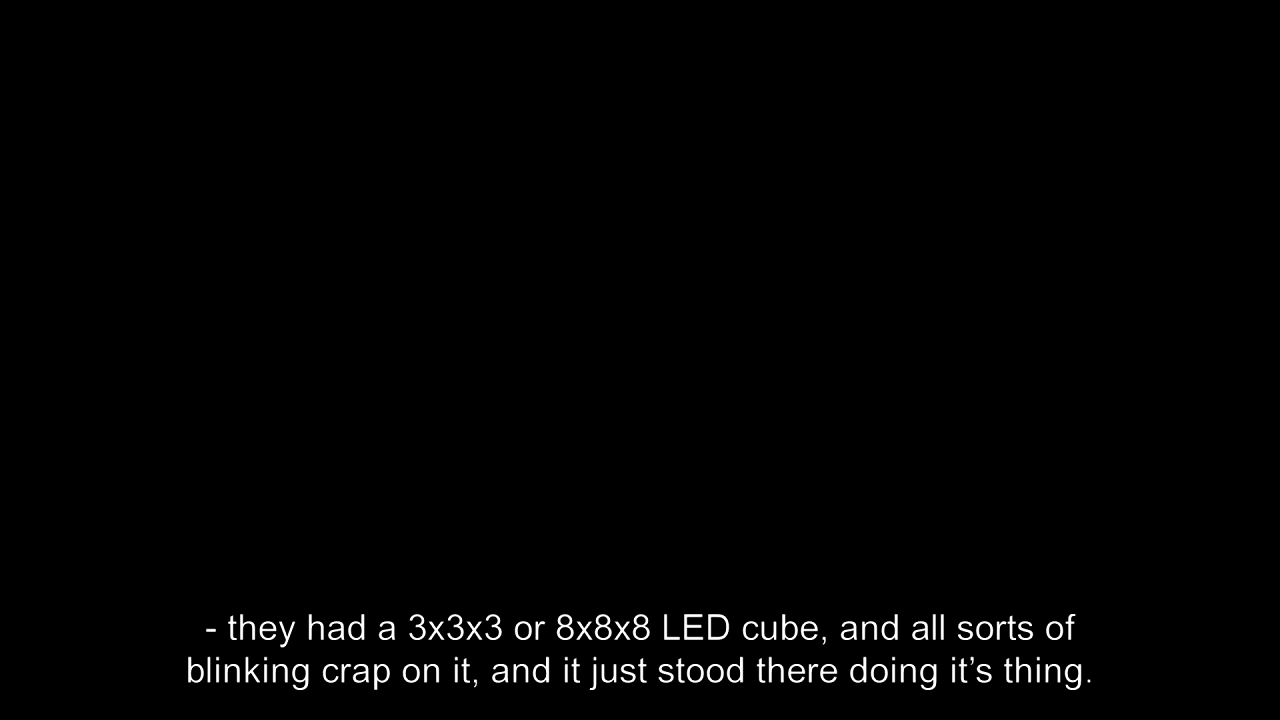 - they had a 3x3x3 or 8x8x8 LED cube, and all sorts of
blinking crap on it, and it just stood there doing it’s thing.